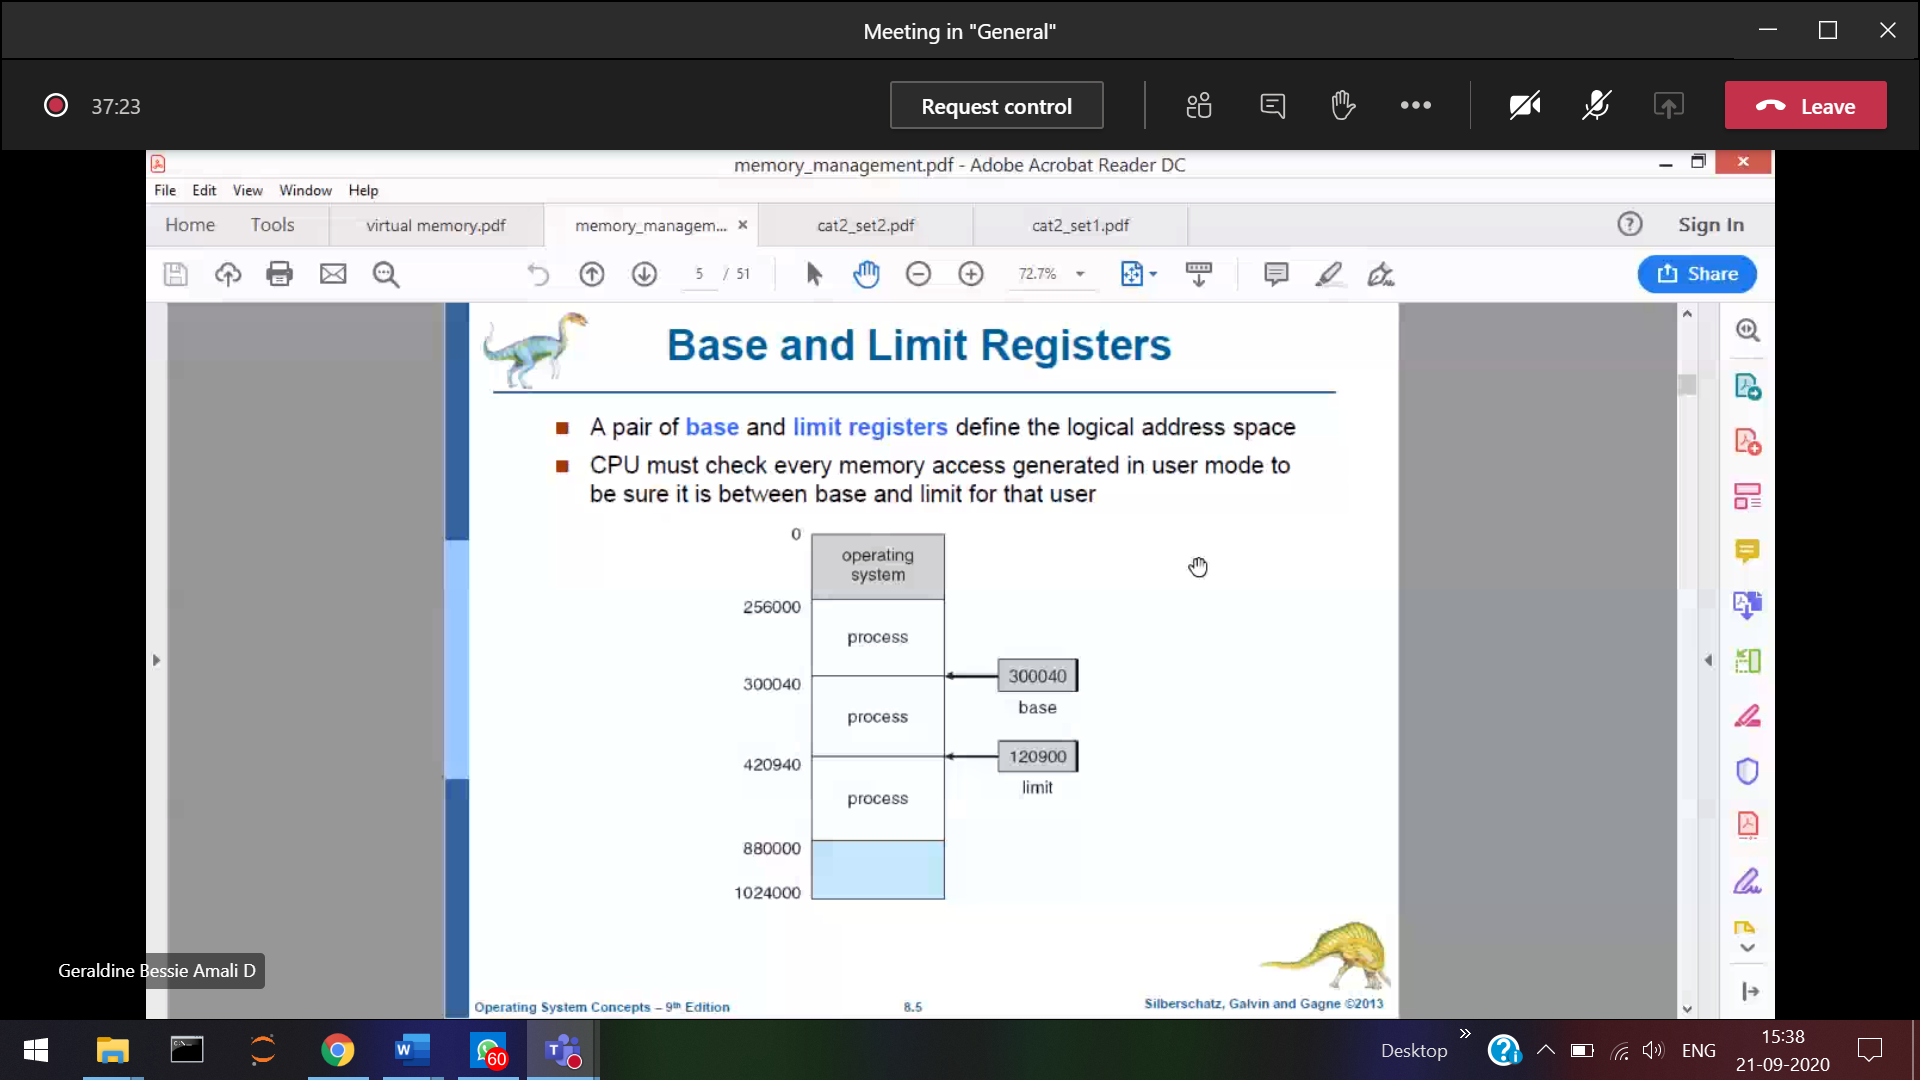 Meeting in "General"
37:23
Request control
Leave
memory_management.pdf - Adobe Acrobat Reader DC
File Edit View Window Help
Home Tools virtual memory.pdf memory_managem... cat2_set2.pdf cat2_set1.pdf Sign In
5 / 51 72.7% Share
Base and Limit Registers
A pair of base and limit registers define the logical address space
CPU must check every memory access generated in user mode to
be sure it is between base and limit for that user
0
operating
system
256000
process
300040
300040
base
process
420940
120900
limit
process
880000
1024000
Geraldine Bessie Amali D
Operating System Concepts – 9th Edition 8.5 Silberschatz, Galvin and Gagne ©2013
60
Desktop ENG 15:38
21-09-2020